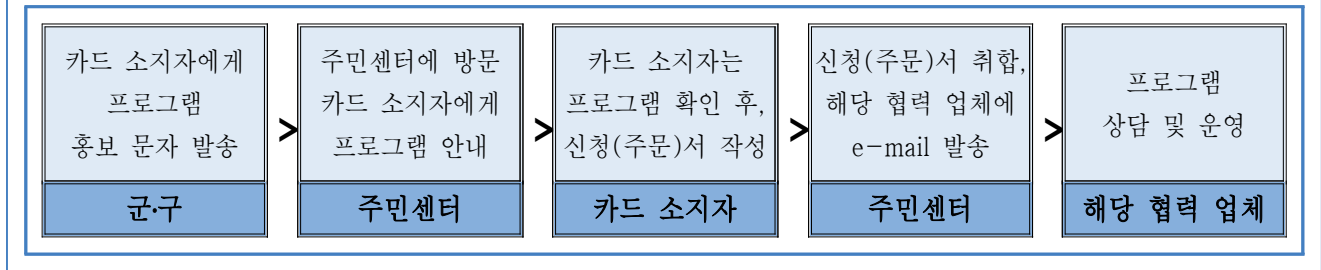 카드 소지자에게
프로그램
홍보 문자 발송
군·구
>
주민센터에 방문
카드 소지자에게
프로그램 안내
주민센터
>
카드 소지자는
프로그램 확인 후,
신청(주문)서 작성
카드 소지자
>
신청(주문)서 취합,
해당 협력 업체에
e-mail 발송
주민센터
>
프로그램
상담 및 운영
해당 협력 업체